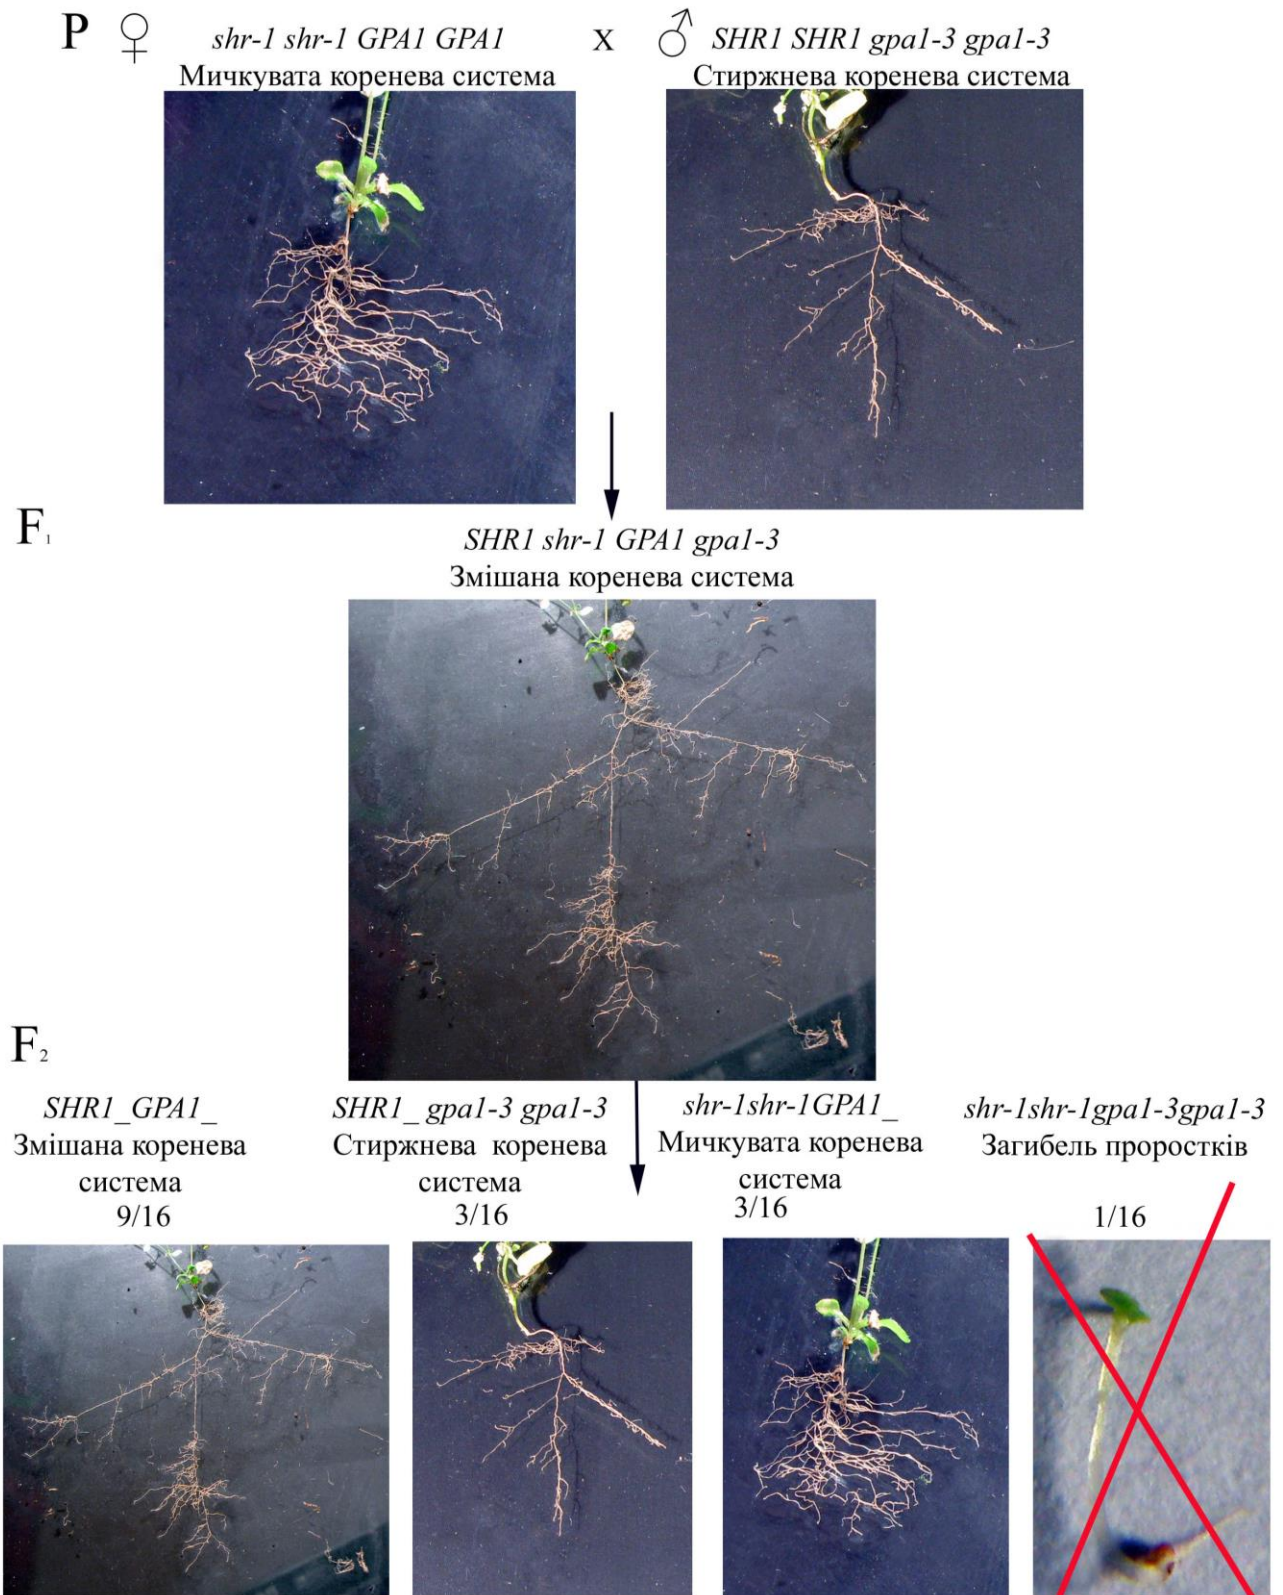 P ♀ shr-1 shr-1 GPA1 GPA1 x ♂ SHR1 SHR1 gpa1-3 gpa1-3
Мичкувата коренева система Стиржнева коренева система
F₁
SHR1 shr-1 GPA1 gpa1-3
Змішана коренева система
F₂
SHR1_GPA1_
Змішана коренева
система
9/16
SHR1_ gpa1-3 gpa1-3
Стиржнева коренева
система
3/16
shr-1shr-1GPA1_
Мичкувата коренева
система
3/16
shr-1shr-1gpa1-3gpa1-3
Загибель проростків
1/16